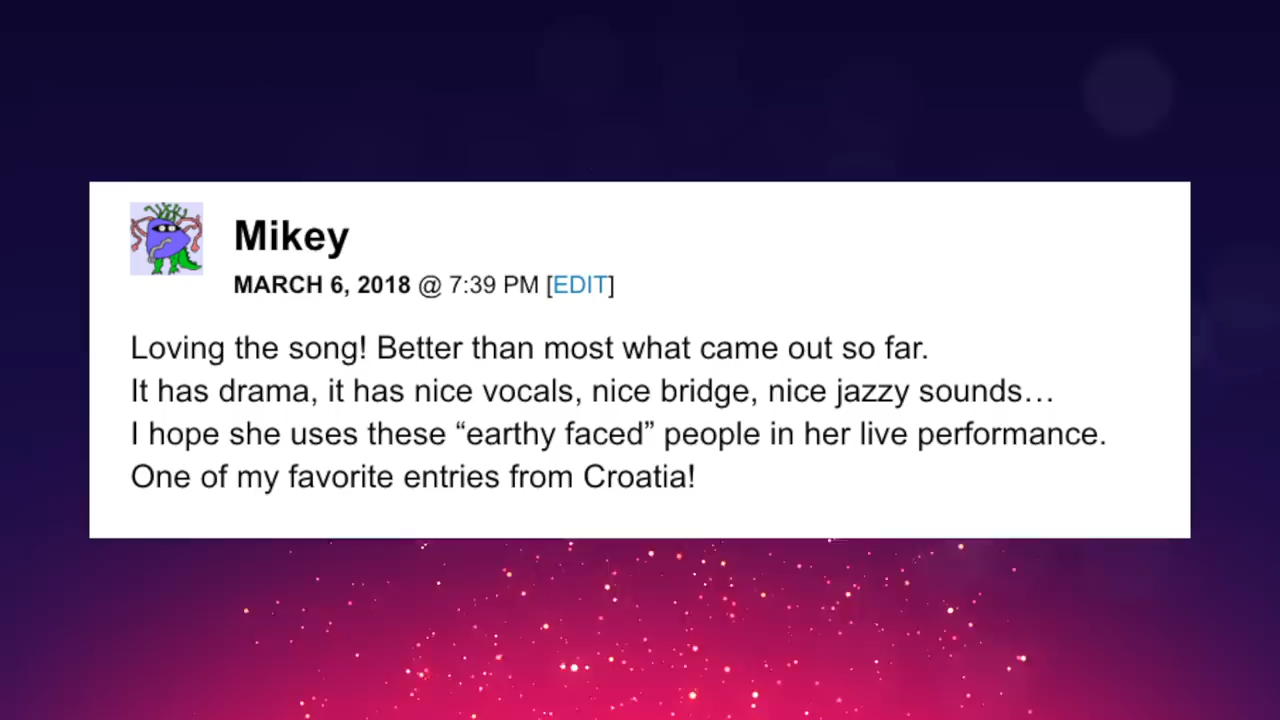 Mikey
MARCH 6, 2018 @ 7:39 PM [EDIT]
Loving the song! Better than most what came out so far.
It has drama, it has nice vocals, nice bridge, nice jazzy sounds…
I hope she uses these “earthy faced” people in her live performance.
One of my favorite entries from Croatia!